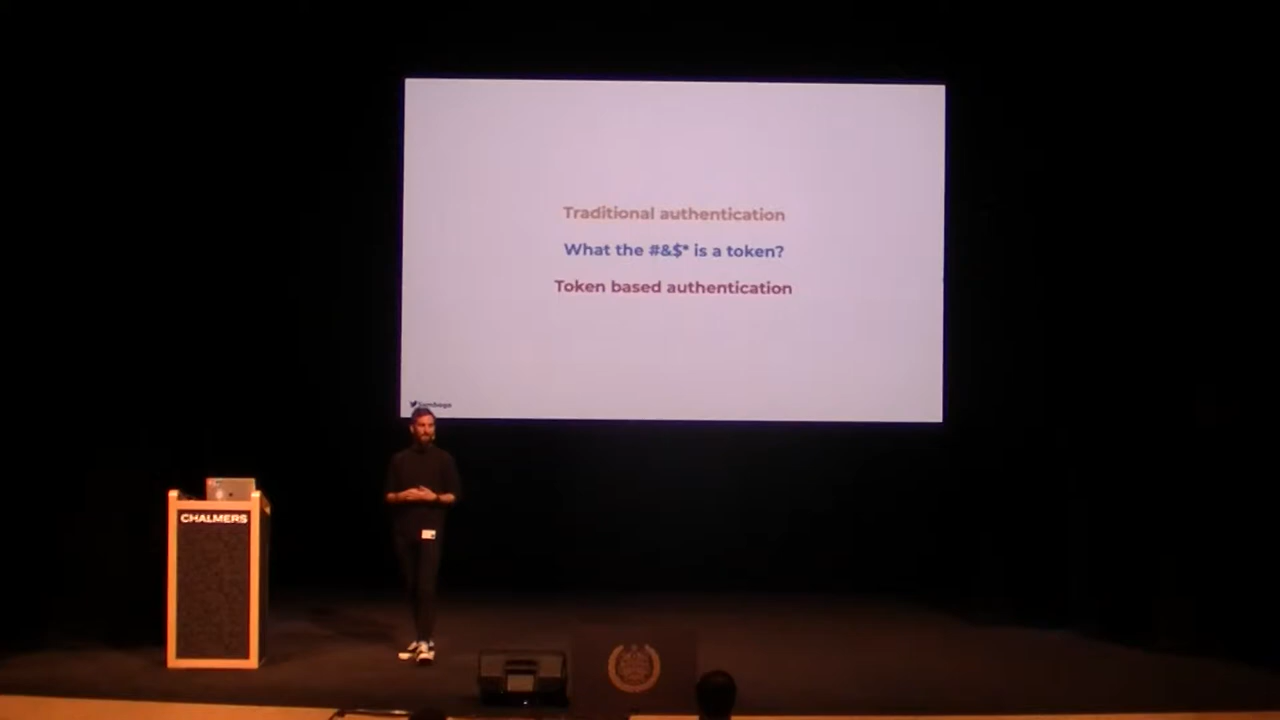 Traditional authentication
What the #&$* is a token?
Token based authentication
CHALMERS